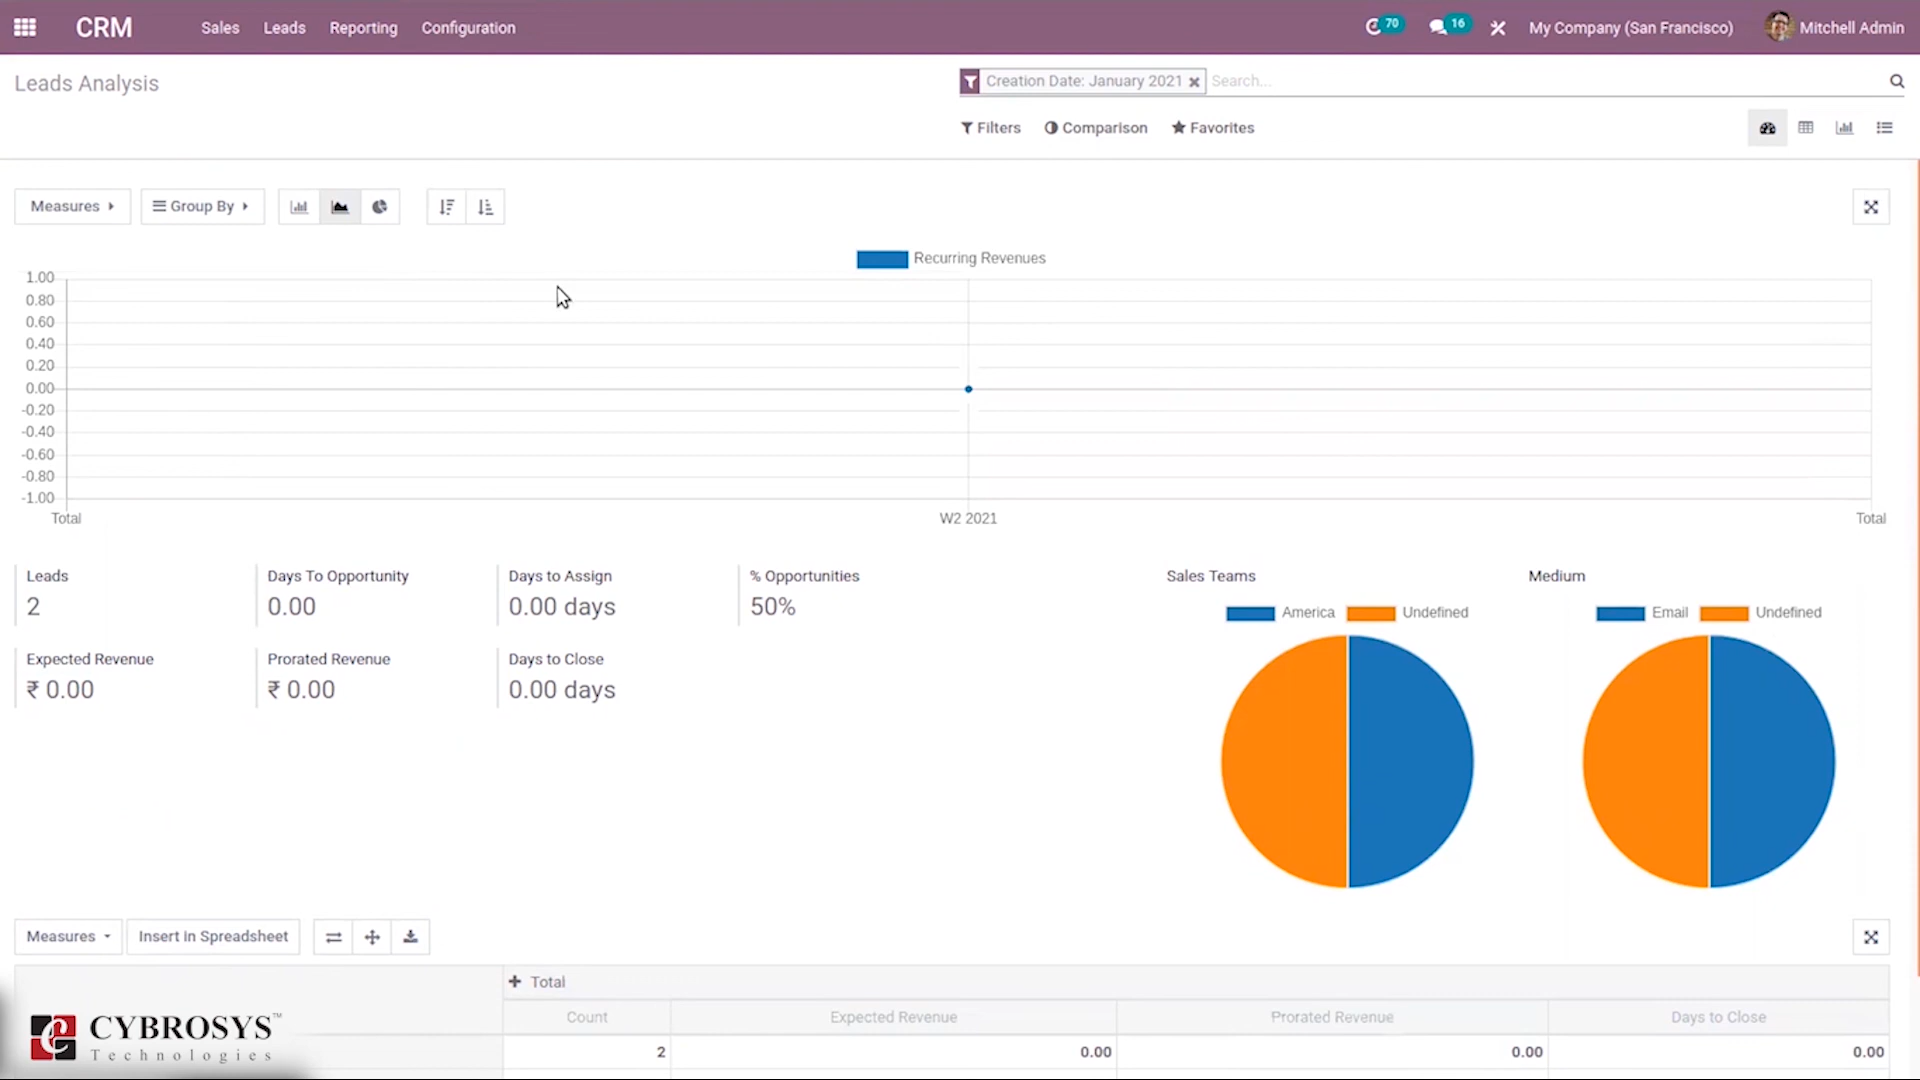 CRM Sales Leads Reporting Configuration 70 16 My Company (San Francisco) Mitchell Admin
Leads Analysis
Creation Date: January 2021 Search...
Filters Comparison Favorites
Measures Group By
Recurring Revenues
1.00
0.80
0.60
0.40
0.20
0.00
-0.20
-0.40
-0.60
-0.80
-1.00
Total W2 2021 Total
Leads Days To Opportunity Days to Assign % Opportunities Sales Teams Medium
2 0.00 0.00 days 50%
America Undefined Email Undefined
Expected Revenue Prorated Revenue Days to Close
₹ 0.00 ₹ 0.00 0.00 days
Measures Insert in Spreadsheet
Total
Count Expected Revenue Prorated Revenue Days to Close
2 0.00 0.00 0.00
CYBROSYS™
Technologies